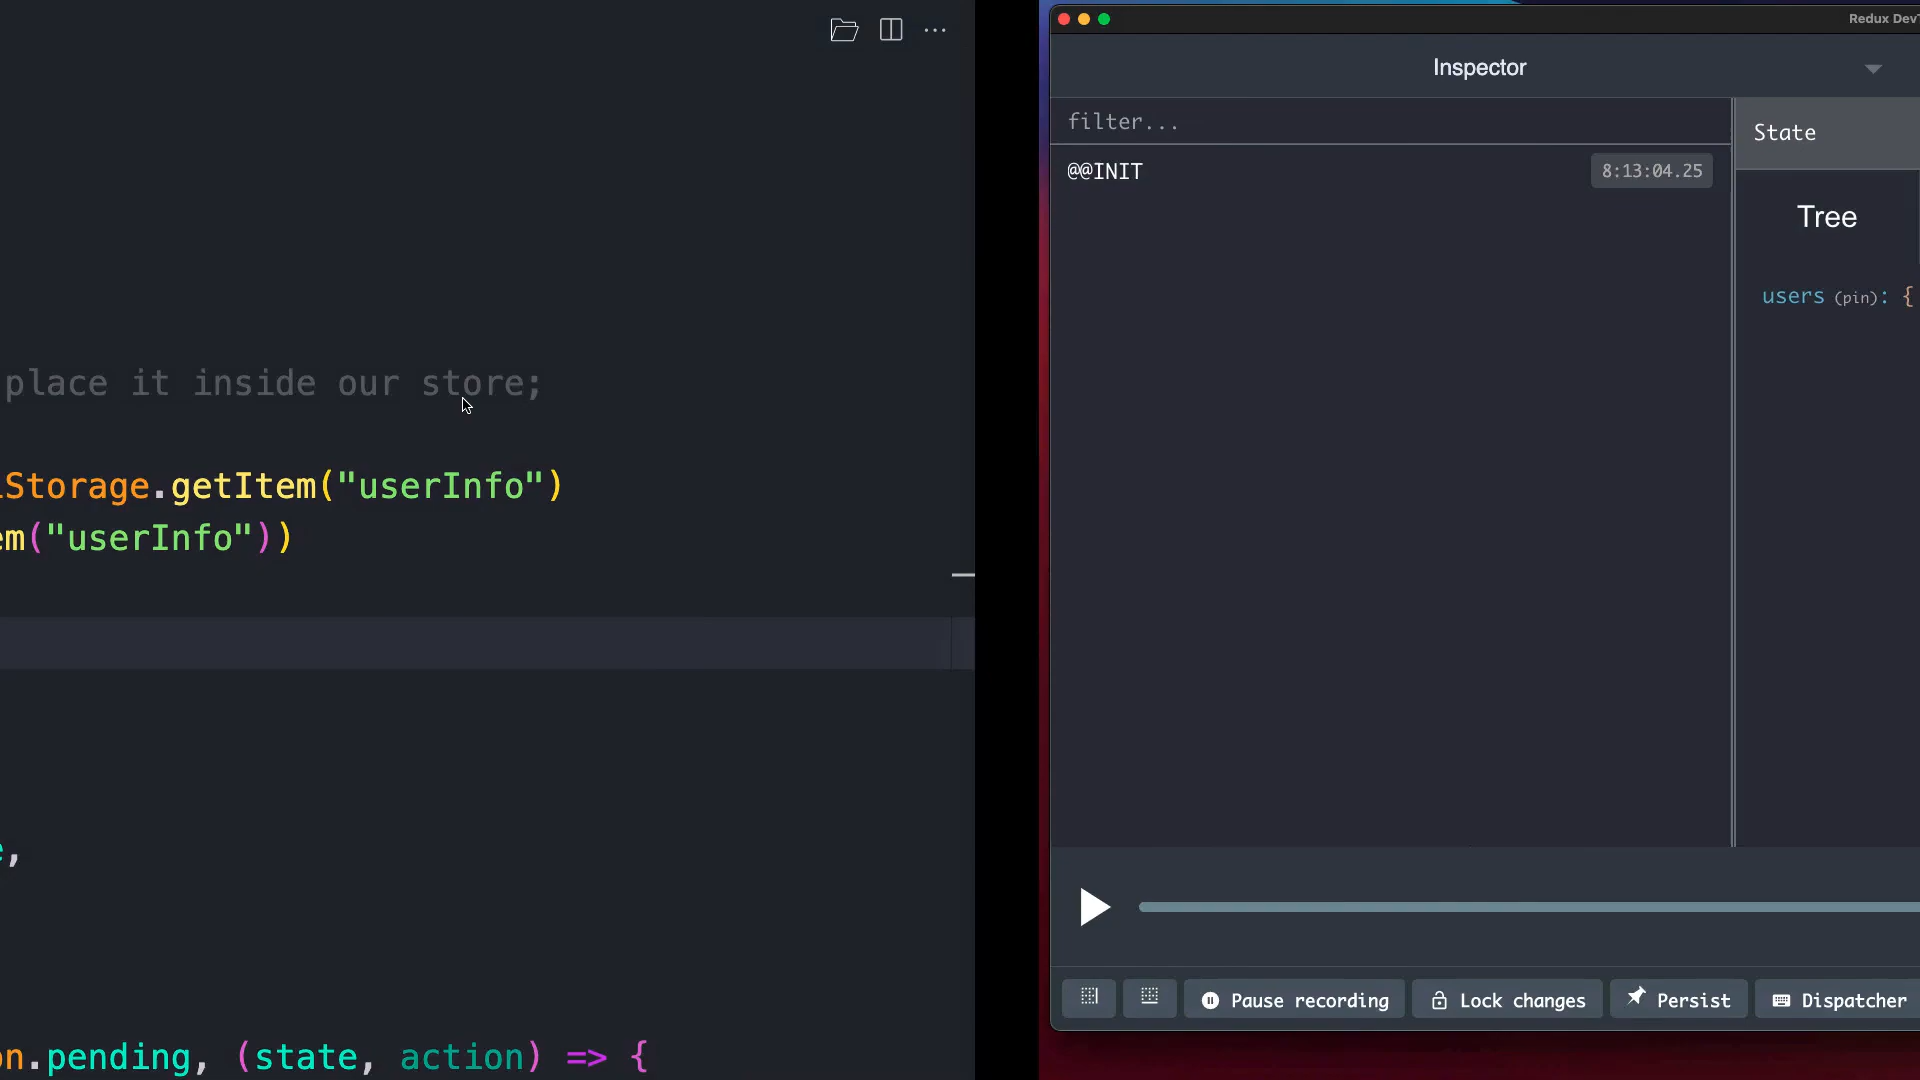 place it inside our store;
Storage.getItem("userInfo")
em("userInfo"))
e,
on.pending, (state, action) => {
Redux DevT
Inspector
filter...
@@INIT
8:13:04.25
State
Tree
users (pin): {
Pause recording
Lock changes
Persist
Dispatcher